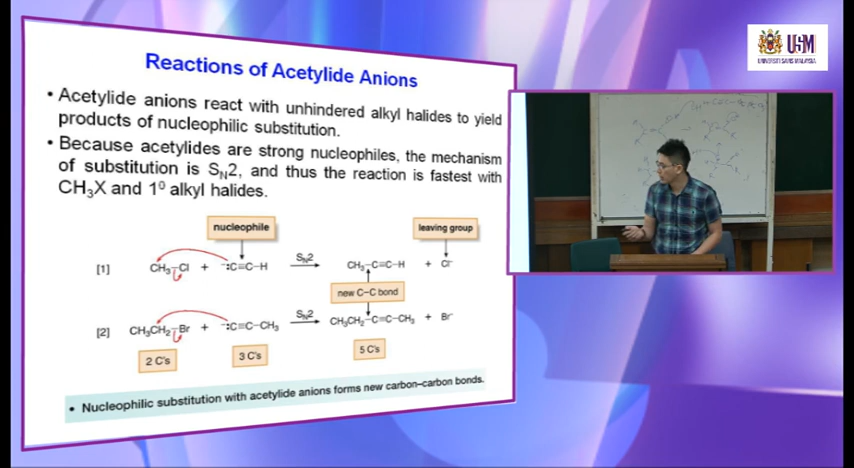 Reactions of Acetylide Anions
• Acetylide anions react with unhindered alkyl halides to yield
products of nucleophilic substitution.
• Because acetylides are strong nucleophiles, the mechanism
of substitution is SN2, and thus the reaction is fastest with
CH3X and 1º alkyl halides.
nucleophile
leaving group
[1] CH3–Cl + ⁻:C≡C–H SN2 CH3–C≡C–H + Cl⁻
new C–C bond
[2] CH3CH2–Br + ⁻:C≡C–CH3 SN2 CH3CH2–C≡C–CH3 + Br⁻
2 C's
3 C's
5 C's
• Nucleophilic substitution with acetylide anions forms new carbon–carbon bonds.
USM
UNIVERSITI SAINS MALAYSIA